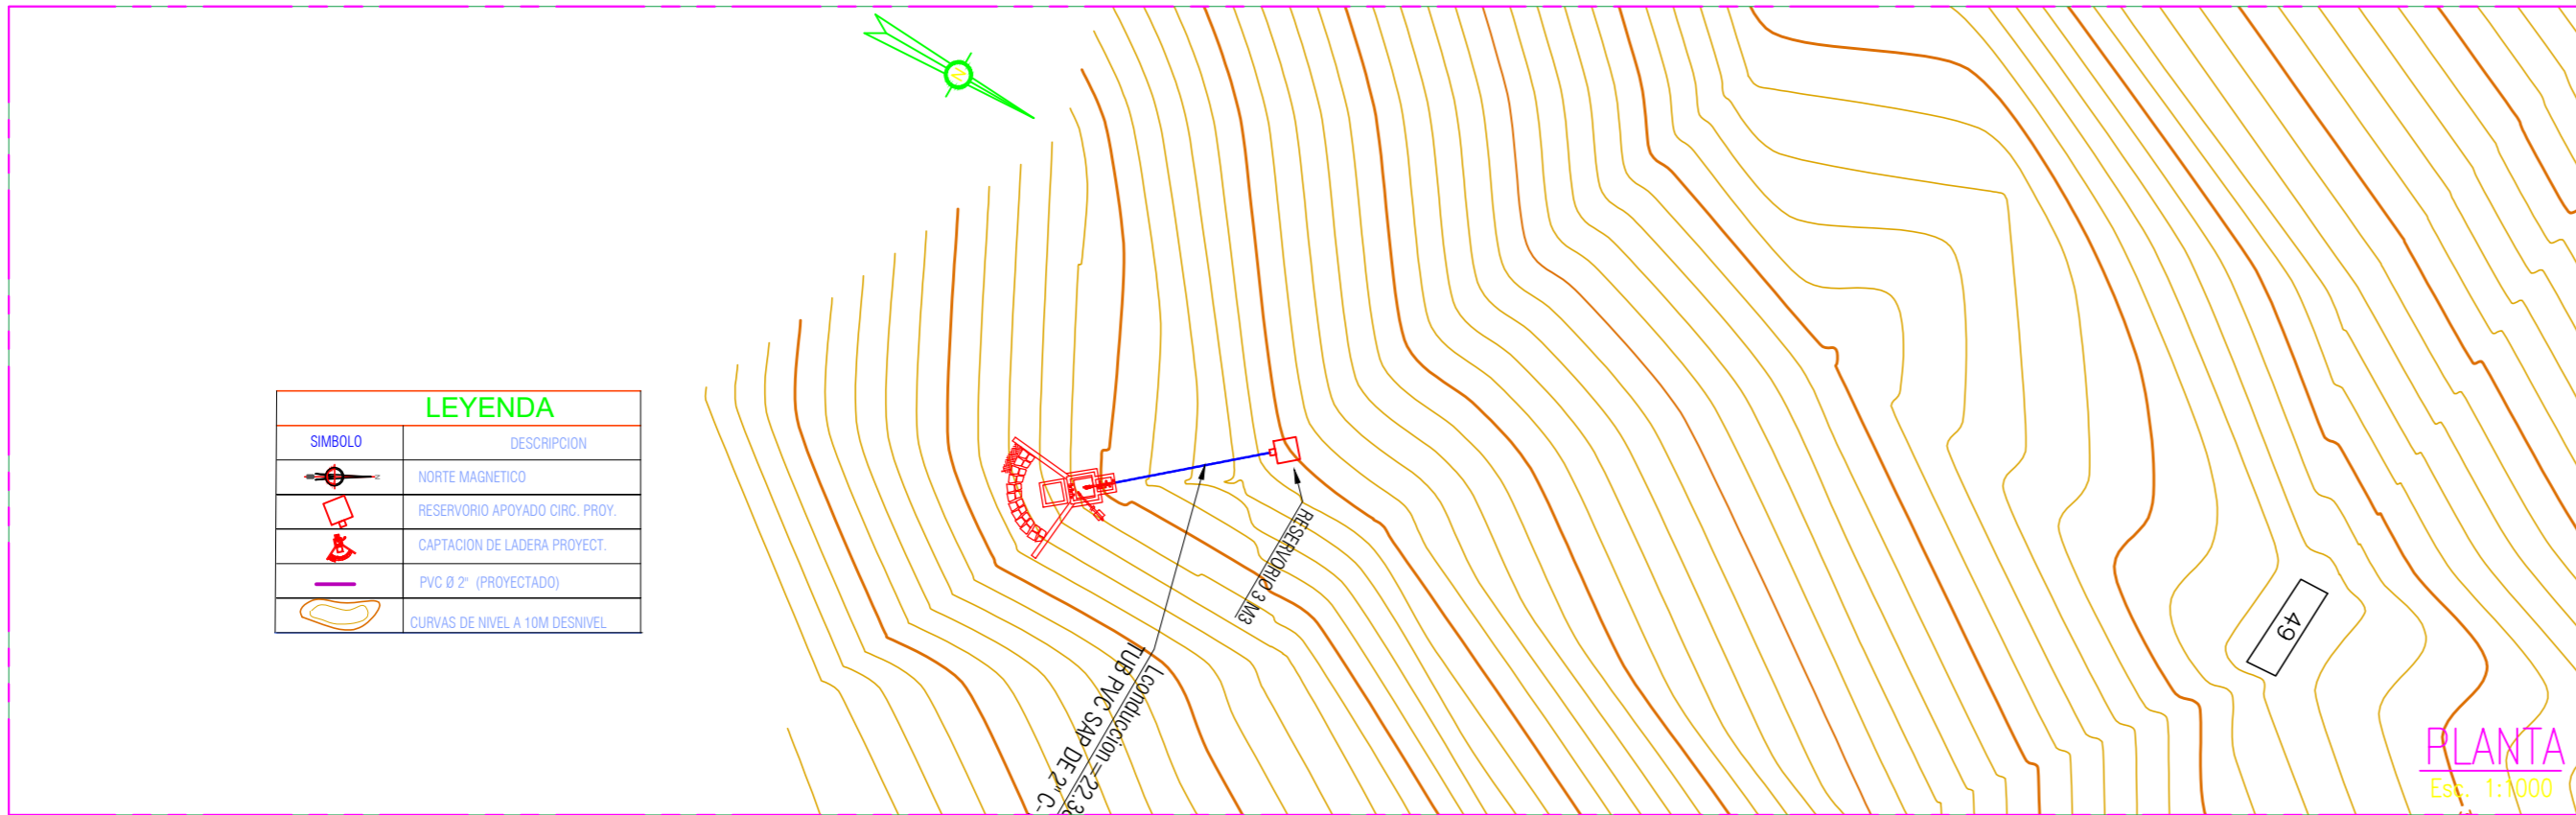 N
LEYENDA
SIMBOLO DESCRIPCION
NORTE MAGNETICO
RESERVORIO APOYADO CIRC. PROY.
CAPTACION DE LADERA PROYECT.
PVC Ø 2" (PROYECTADO)
CURVAS DE NIVEL A 10M DESNIVEL
RESERVORIO 3 M3
Lconduccion=22.3
TUB PVC SAP DE 2" C-
49
PLANTA
Esc. 1:1000